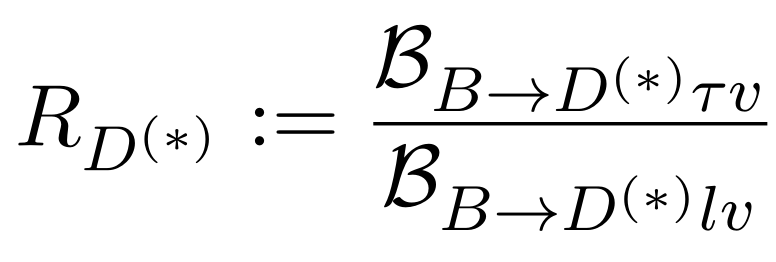 R_{D^{(*)}} := \frac{\mathcal{B}_{B \to D^{(*)} \tau v}}{\mathcal{B}_{B \to D^{(*)} l v}}